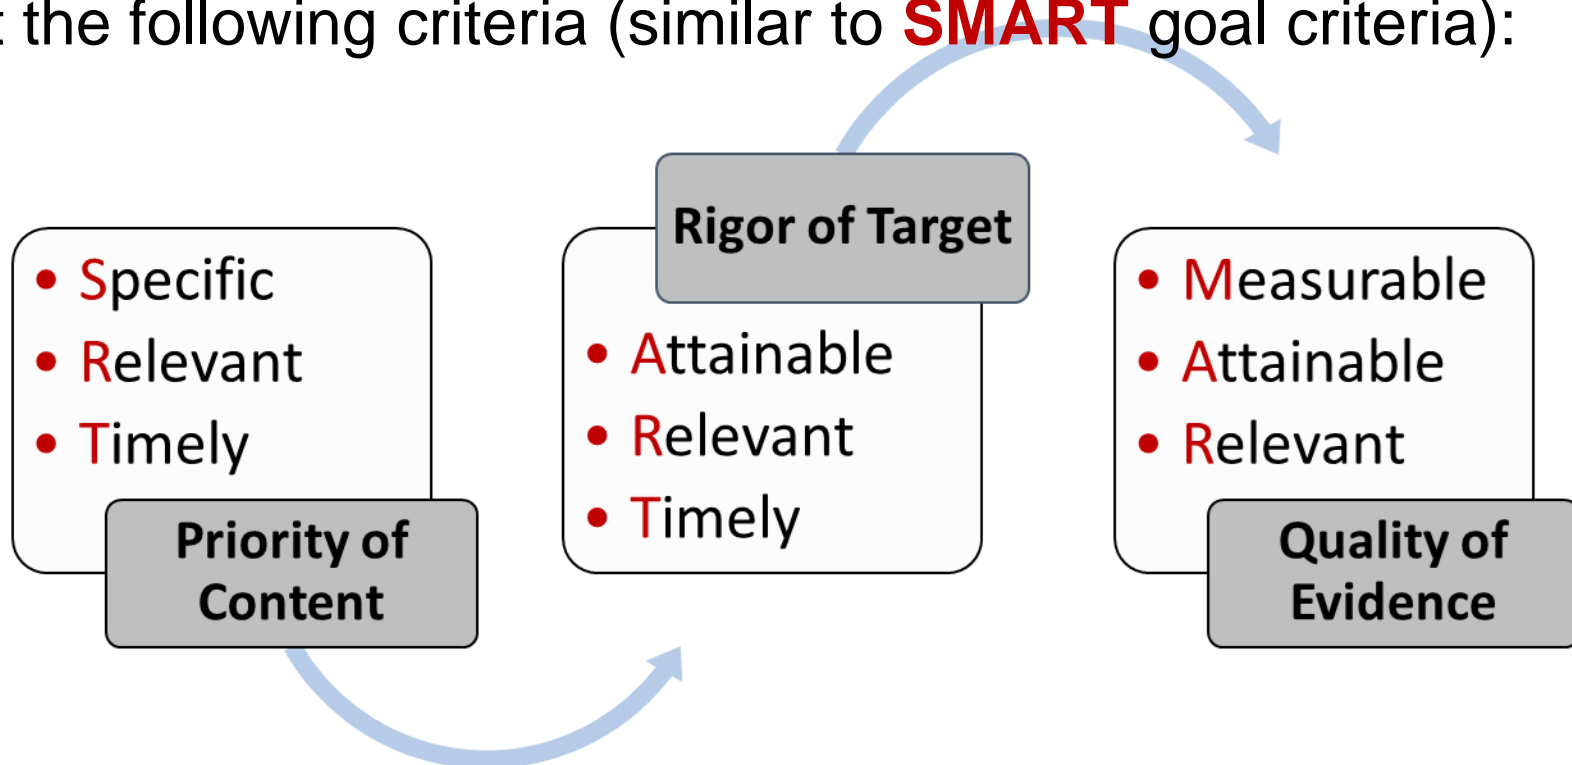 the following criteria (similar to SMART goal criteria):
• Specific
• Relevant
• Timely
Priority of
Content
Rigor of Target
• Attainable
• Relevant
• Timely
• Measurable
• Attainable
• Relevant
Quality of
Evidence